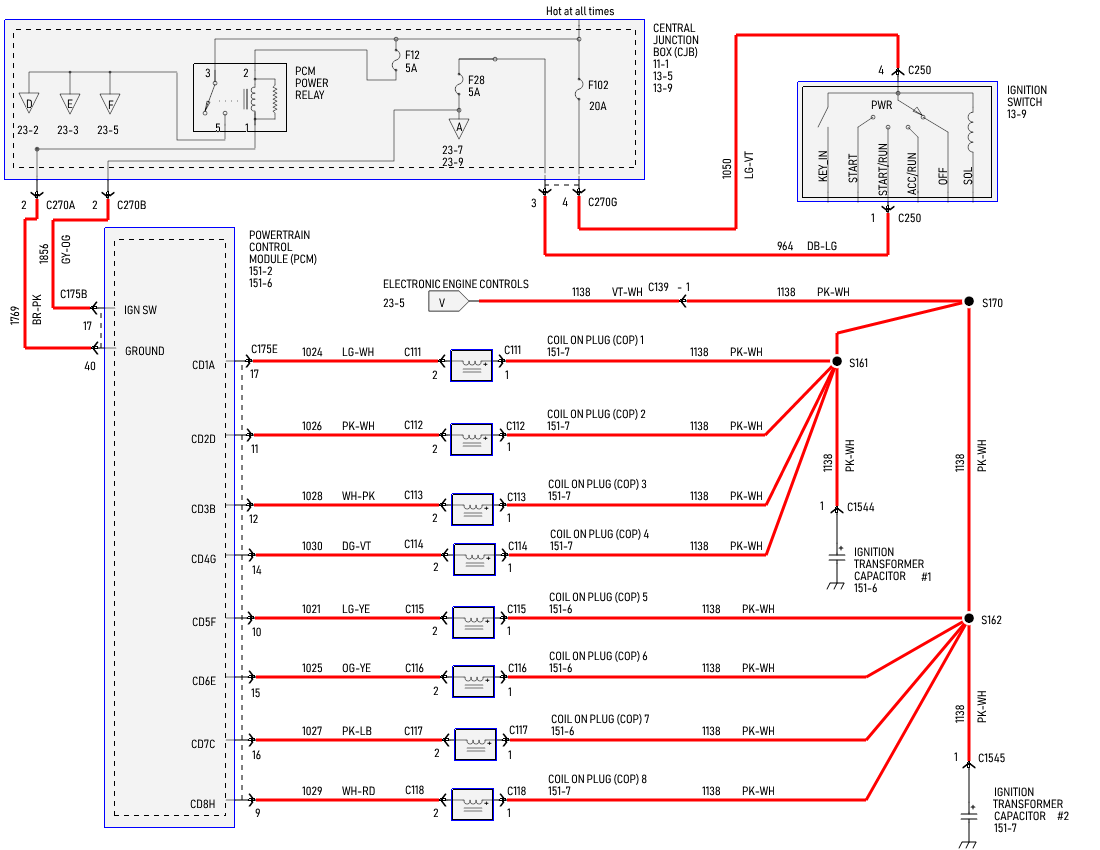 Hot at all times
CENTRAL
JUNCTION
BOX (CJB)
11-1
13-5
13-9
F12
5A
F28
5A
F102
20A
3
2
PCM
POWER
RELAY
5
1
D
E
F
23-2
23-3
23-5
A
23-7
23-9
2
C270A
2
C270B
3
4
C270G
4
C250
IGNITION
SWITCH
13-9
PWR
KEY_IN
START
START/RUN
ACC/RUN
OFF
SOL
1
C250
1050
LG-VT
964 DB-LG
1856
GY-OG
1769
BR-PK
POWERTRAIN
CONTROL
MODULE (PCM)
151-2
151-6
C175B
17
IGN SW
40
GROUND
ELECTRONIC ENGINE CONTROLS
23-5
V
1138 VT-WH
C139 - 1
1138 PK-WH
S170
CD1A
C175E
17
1024 LG-WH
C111
2
C111
1
COIL ON PLUG (COP) 1
151-7
1138 PK-WH
S161
CD2D
11
1026 PK-WH
C112
2
C112
1
COIL ON PLUG (COP) 2
151-7
1138 PK-WH
CD3B
12
1028 WH-PK
C113
2
C113
1
COIL ON PLUG (COP) 3
151-7
1138 PK-WH
CD4G
14
1030 DG-VT
C114
2
C114
1
COIL ON PLUG (COP) 4
151-7
1138 PK-WH
1138
PK-WH
1
C1544
IGNITION
TRANSFORMER
CAPACITOR #1
151-6
1138
PK-WH
CD5F
10
1021 LG-YE
C115
2
C115
1
COIL ON PLUG (COP) 5
151-6
1138 PK-WH
S162
CD6E
15
1025 OG-YE
C116
2
C116
1
COIL ON PLUG (COP) 6
151-6
1138 PK-WH
CD7C
16
1027 PK-LB
C117
2
C117
1
COIL ON PLUG (COP) 7
151-6
1138 PK-WH
CD8H
9
1029 WH-RD
C118
2
C118
1
COIL ON PLUG (COP) 8
151-7
1138 PK-WH
1138
PK-WH
1
C1545
IGNITION
TRANSFORMER
CAPACITOR #2
151-7